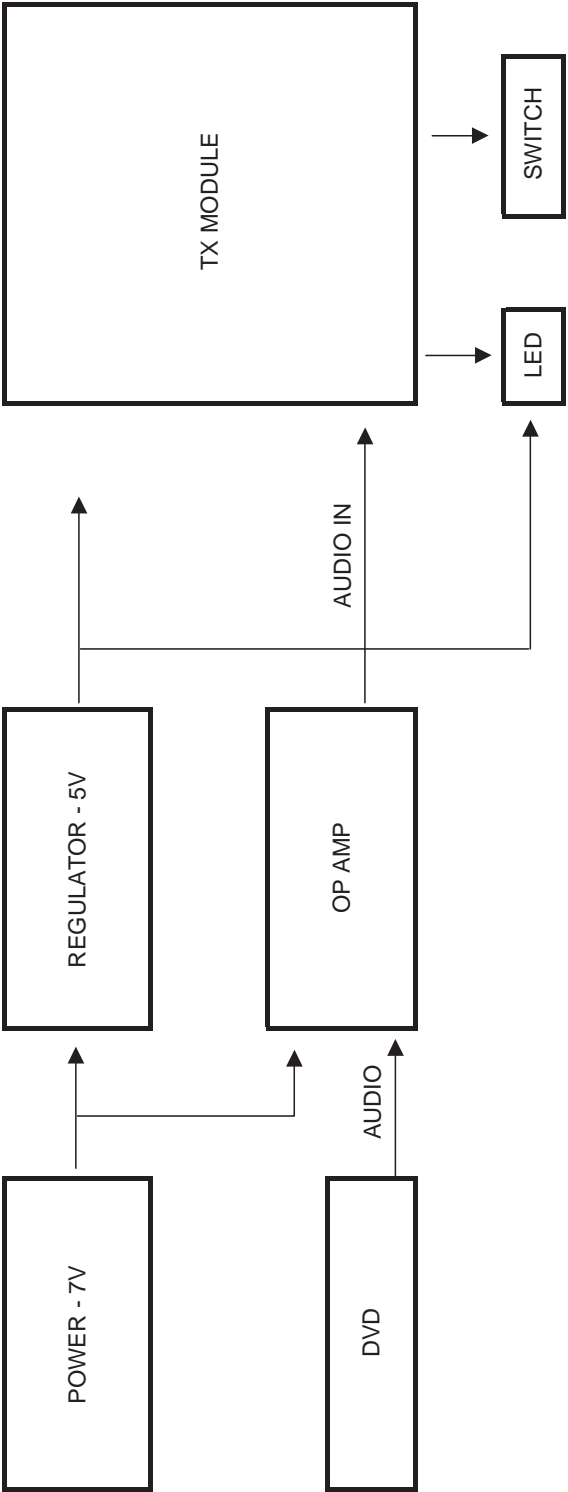 POWER - 7V
REGULATOR - 5V
TX MODULE
DVD
AUDIO
OP AMP
AUDIO IN
LED
SWITCH